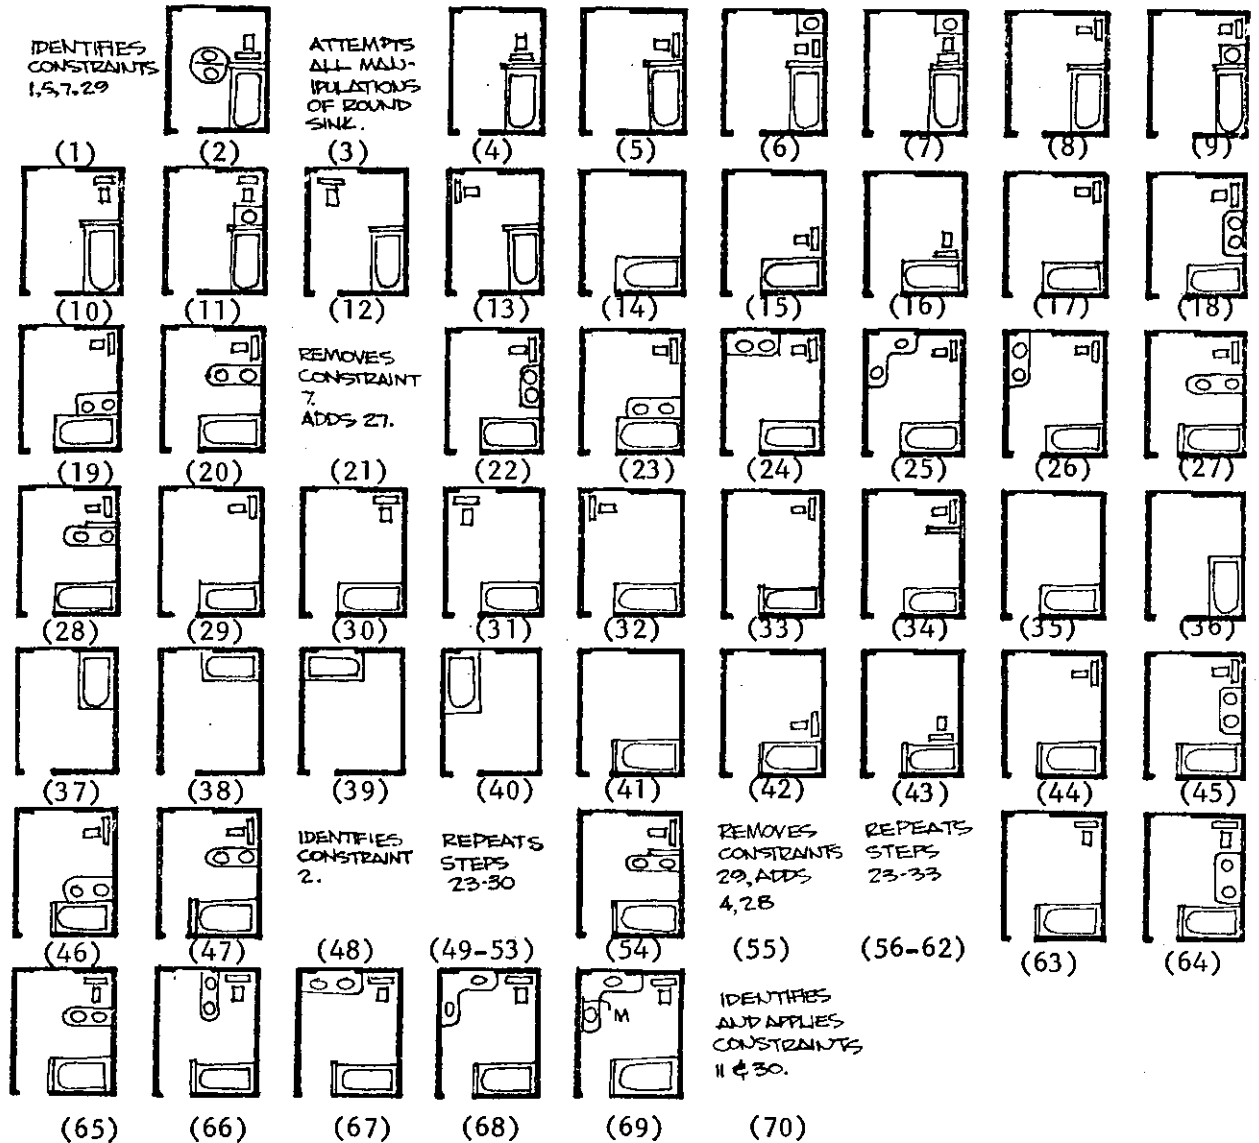 IDENTIFIES
CONSTRAINTS
1,5,7,29
ATTEMPTS
ALL MAN-
IPULATIONS
OF ROUND
SINK.
(1) (2) (3) (4) (5) (6) (7) (8) (9)
(10) (11) (12) (13) (14) (15) (16) (17) (18)
REMOVES
CONSTRAINT
7.
ADDS 27.
(19) (20) (21) (22) (23) (24) (25) (26) (27)
(28) (29) (30) (31) (32) (33) (34) (35) (36)
(37) (38) (39) (40) (41) (42) (43) (44) (45)
IDENTIFIES
CONSTRAINT
2.
REPEATS
STEPS
23-30
REMOVES
CONSTRAINTS
29, ADDS
4,28
REPEATS
STEPS
23-33
(46) (47) (48) (49-53) (54) (55) (56-62) (63) (64)
M
IDENTIFIES
AND APPLIES
CONSTRAINTS
11 & 30.
(65) (66) (67) (68) (69) (70)